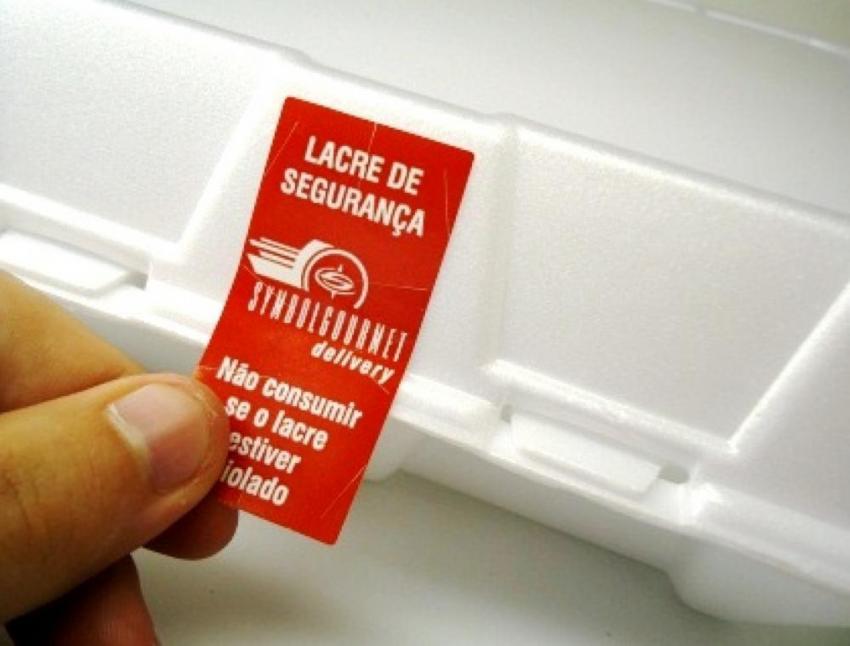 LACRE DE
SEGURANÇA
SYMBOLGOURMET
delivery
Não consumir
se o lacre
estiver
iolado